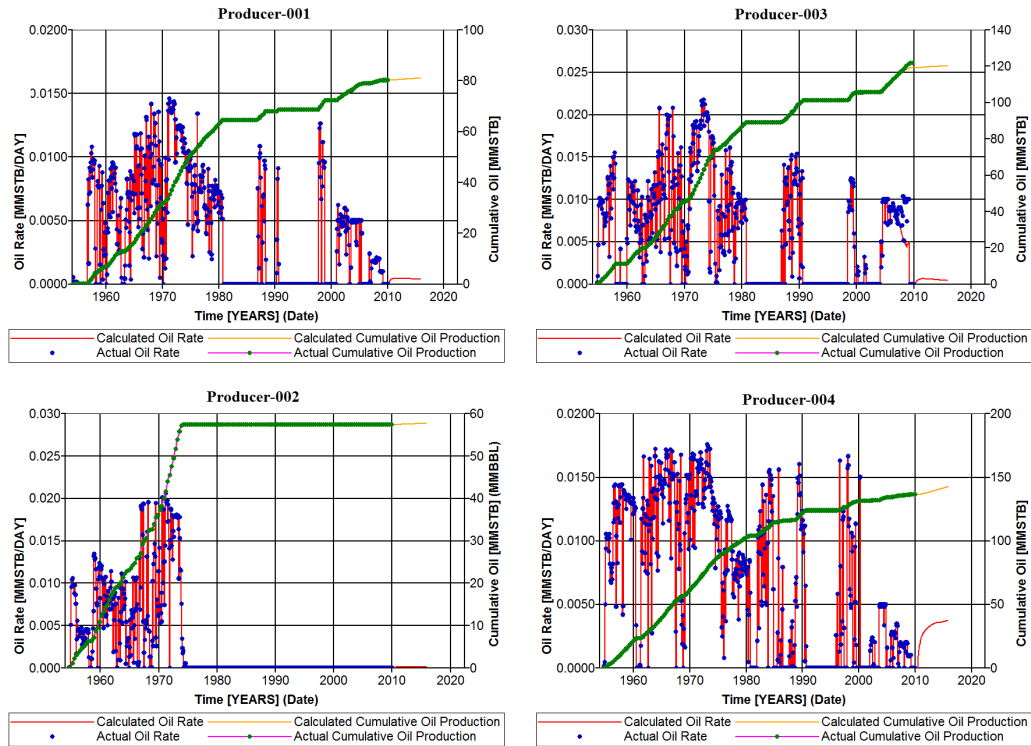 Producer-001
0.0200
0.0150
0.0100
0.0050
0.0000
Oil Rate [MMSTB/DAY]
100
80
60
40
20
0
Cumulative Oil [MMSTB]
1960 1970 1980 1991 2000 2010 2020
Time [YEARS] (Date)
Calculated Oil Rate Calculated Cumulative Oil Production
Actual Oil Rate Actual Cumulative Oil Production
Producer-003
0.030
0.025
0.020
0.015
0.010
0.005
0.000
Oil Rate [MMSTB/DAY]
140
120
100
80
60
40
20
0
Cumulative Oil [MMSTB]
1960 1970 1981 1990 2000 2010 2020
Time [YEARS] (Date)
Calculated Oil Rate Calculated Cumulative Oil Production
Actual Oil Rate Actual Cumulative Oil Production
Producer-002
0.030
0.025
0.020
0.015
0.010
0.005
0.000
Oil Rate [MMSTB/DAY]
60
50
40
30
20
10
0
Cumulative Oil [MMSTB] (MMBBL)
1960 1970 1981 1990 2000 2010 2020
Time [YEARS] (Date)
Calculated Oil Rate Calculated Cumulative Oil Production
Actual Oil Rate Actual Cumulative Oil Production
Producer-004
0.0200
0.0150
0.0100
0.0050
0.0000
Oil Rate [MMSTB/DAY]
200
150
100
50
0
Cumulative Oil [MMSTB]
1960 1970 1980 1991 2000 2010 2020
Time [YEARS] (Date)
Calculated Oil Rate Calculated Cumulative Oil Production
Actual Oil Rate Actual Cumulative Oil Production